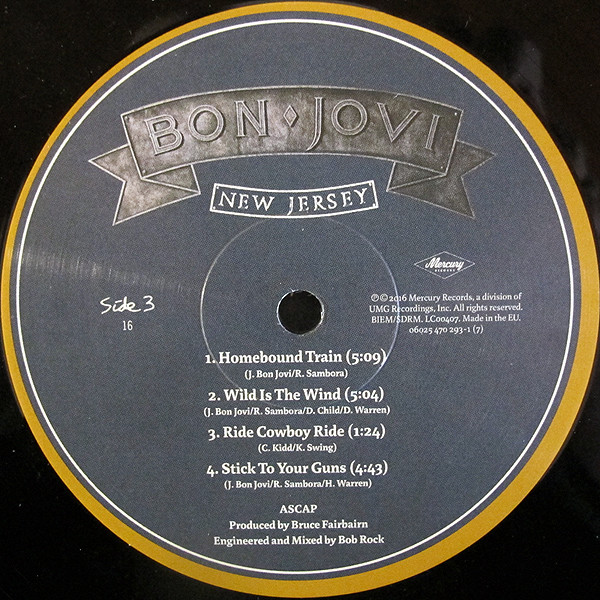 BON♦JOVI
NEW JERSEY
Mercury
RECORDS
℗© 2016 Mercury Records, a division of
UMG Recordings, Inc. All rights reserved.
BIEM/SDRM. LC00407. Made in the EU.
06025 470 293-1 (7)
Side 3
16
1. Homebound Train (5:09)
(J. Bon Jovi/R. Sambora)
2. Wild Is The Wind (5:04)
(J. Bon Jovi/R. Sambora/D. Child/D. Warren)
3. Ride Cowboy Ride (1:24)
(C. Kidd/K. Swing)
4. Stick To Your Guns (4:43)
(J. Bon Jovi/R. Sambora/H. Warren)
ASCAP
Produced by Bruce Fairbairn
Engineered and Mixed by Bob Rock